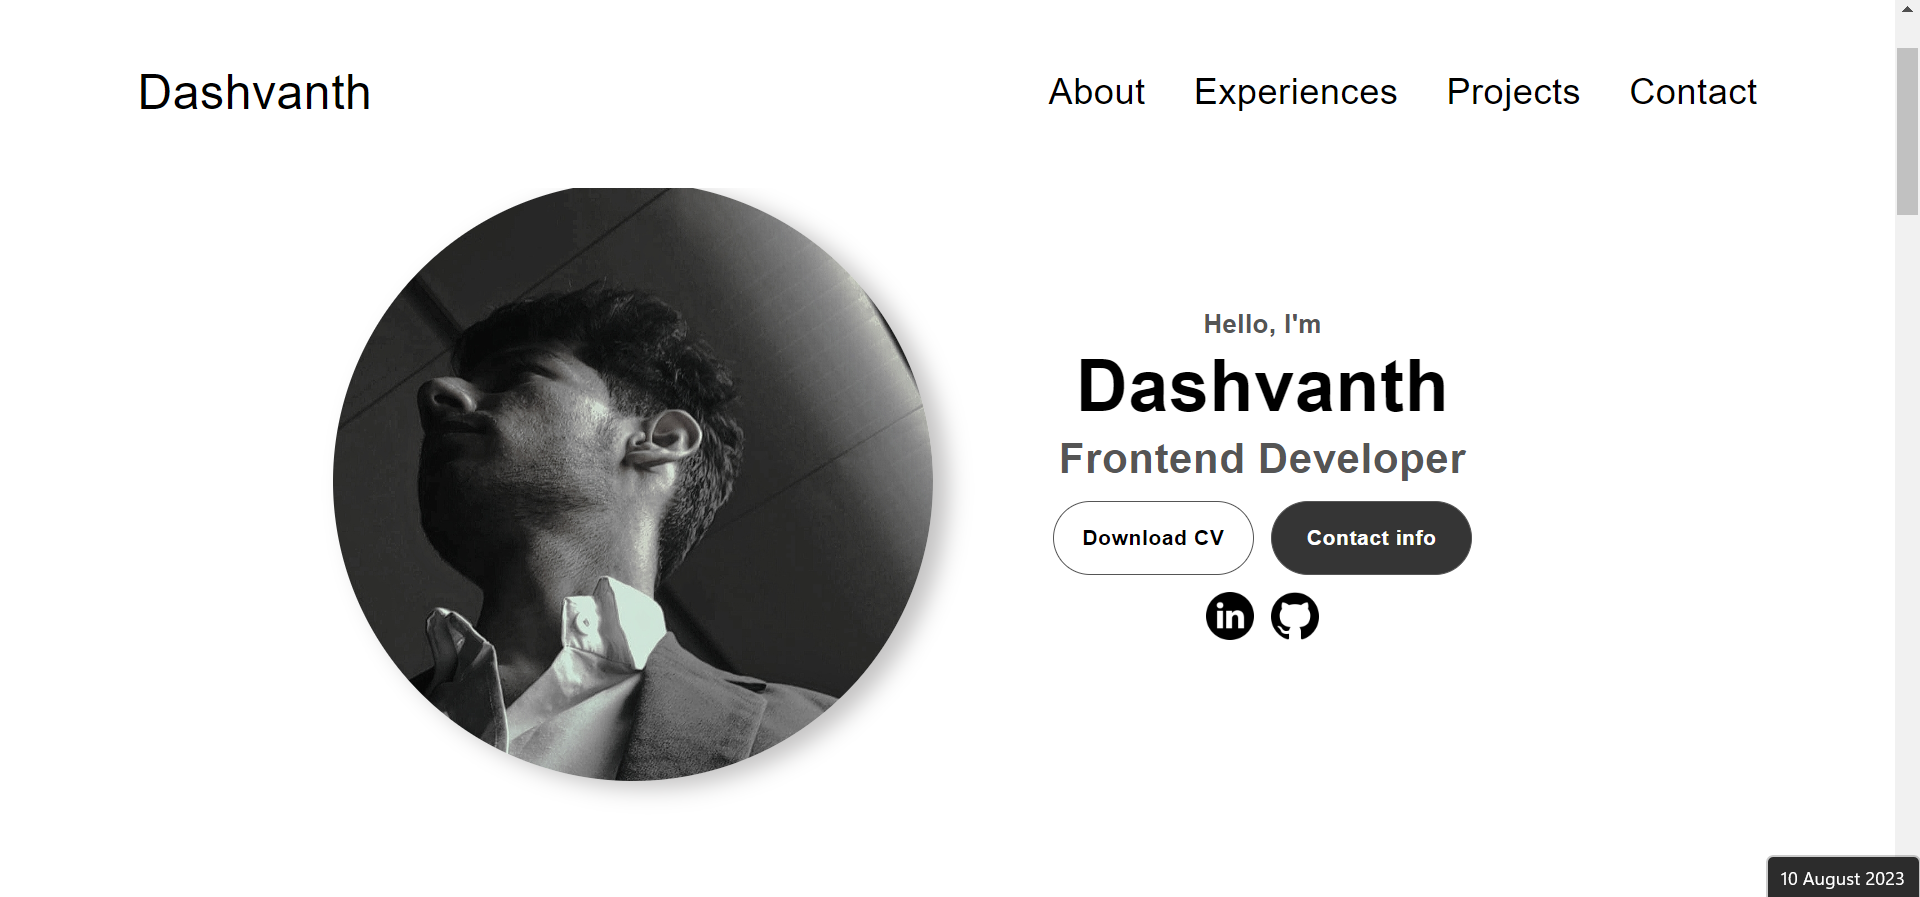 Dashvanth
About Experiences Projects Contact
Hello, I'm
Dashvanth
Frontend Developer
Download CV Contact info
in
10 August 2023